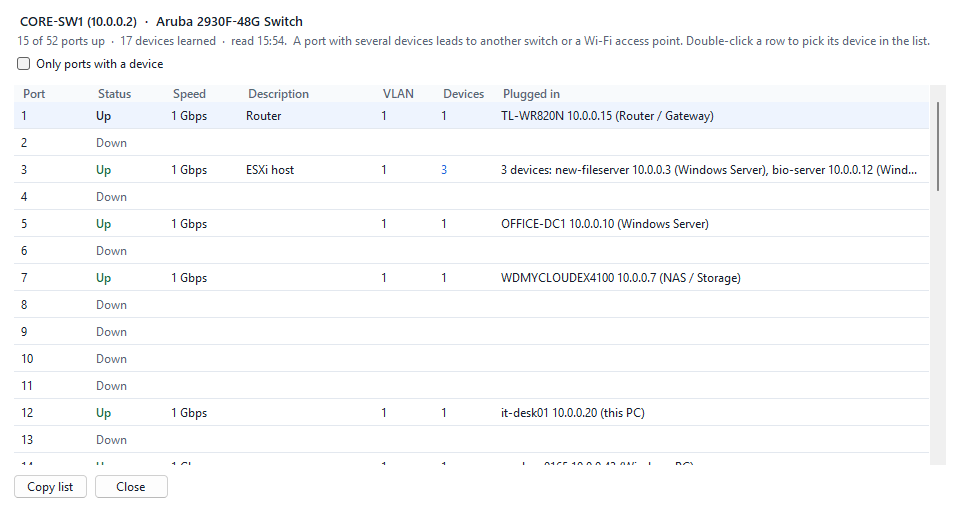 CORE-SW1 (10.0.0.2) · Aruba 2930F-48G Switch
15 of 52 ports up · 17 devices learned · read 15:54. A port with several devices leads to another switch or a Wi-Fi access point. Double-click a row to pick its device in the list.
Only ports with a device
Port Status Speed Description VLAN Devices Plugged in
1 Up 1 Gbps Router 1 1 TL-WR820N 10.0.0.15 (Router / Gateway)
2 Down
3 Up 1 Gbps ESXi host 1 3 3 devices: new-fileserver 10.0.0.3 (Windows Server), bio-server 10.0.0.12 (Wind...
4 Down
5 Up 1 Gbps 1 1 OFFICE-DC1 10.0.0.10 (Windows Server)
6 Down
7 Up 1 Gbps 1 1 WDMYCLOUDEX4100 10.0.0.7 (NAS / Storage)
8 Down
9 Down
10 Down
11 Down
12 Up 1 Gbps 1 1 it-desk01 10.0.0.20 (this PC)
13 Down
Copy list Close